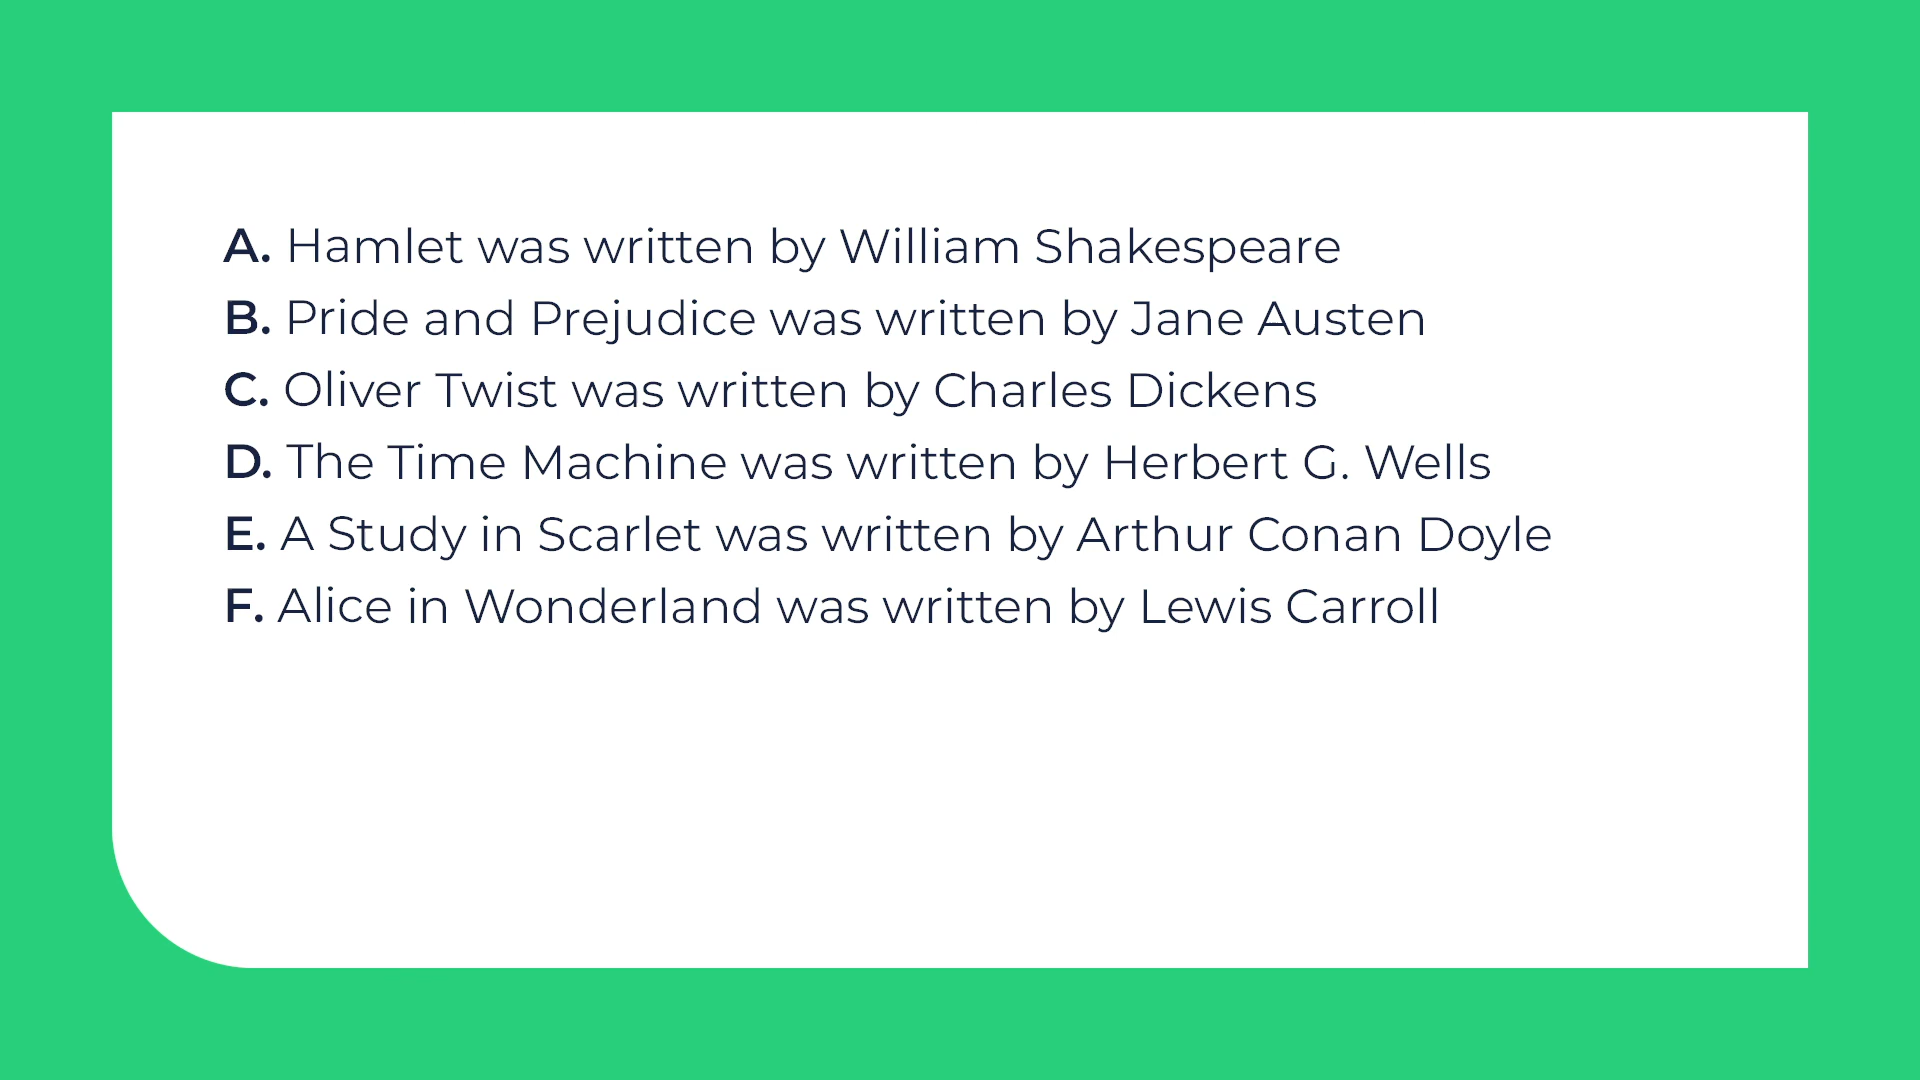 A. Hamlet was written by William Shakespeare
B. Pride and Prejudice was written by Jane Austen
C. Oliver Twist was written by Charles Dickens
D. The Time Machine was written by Herbert G. Wells
E. A Study in Scarlet was written by Arthur Conan Doyle
F. Alice in Wonderland was written by Lewis Carroll